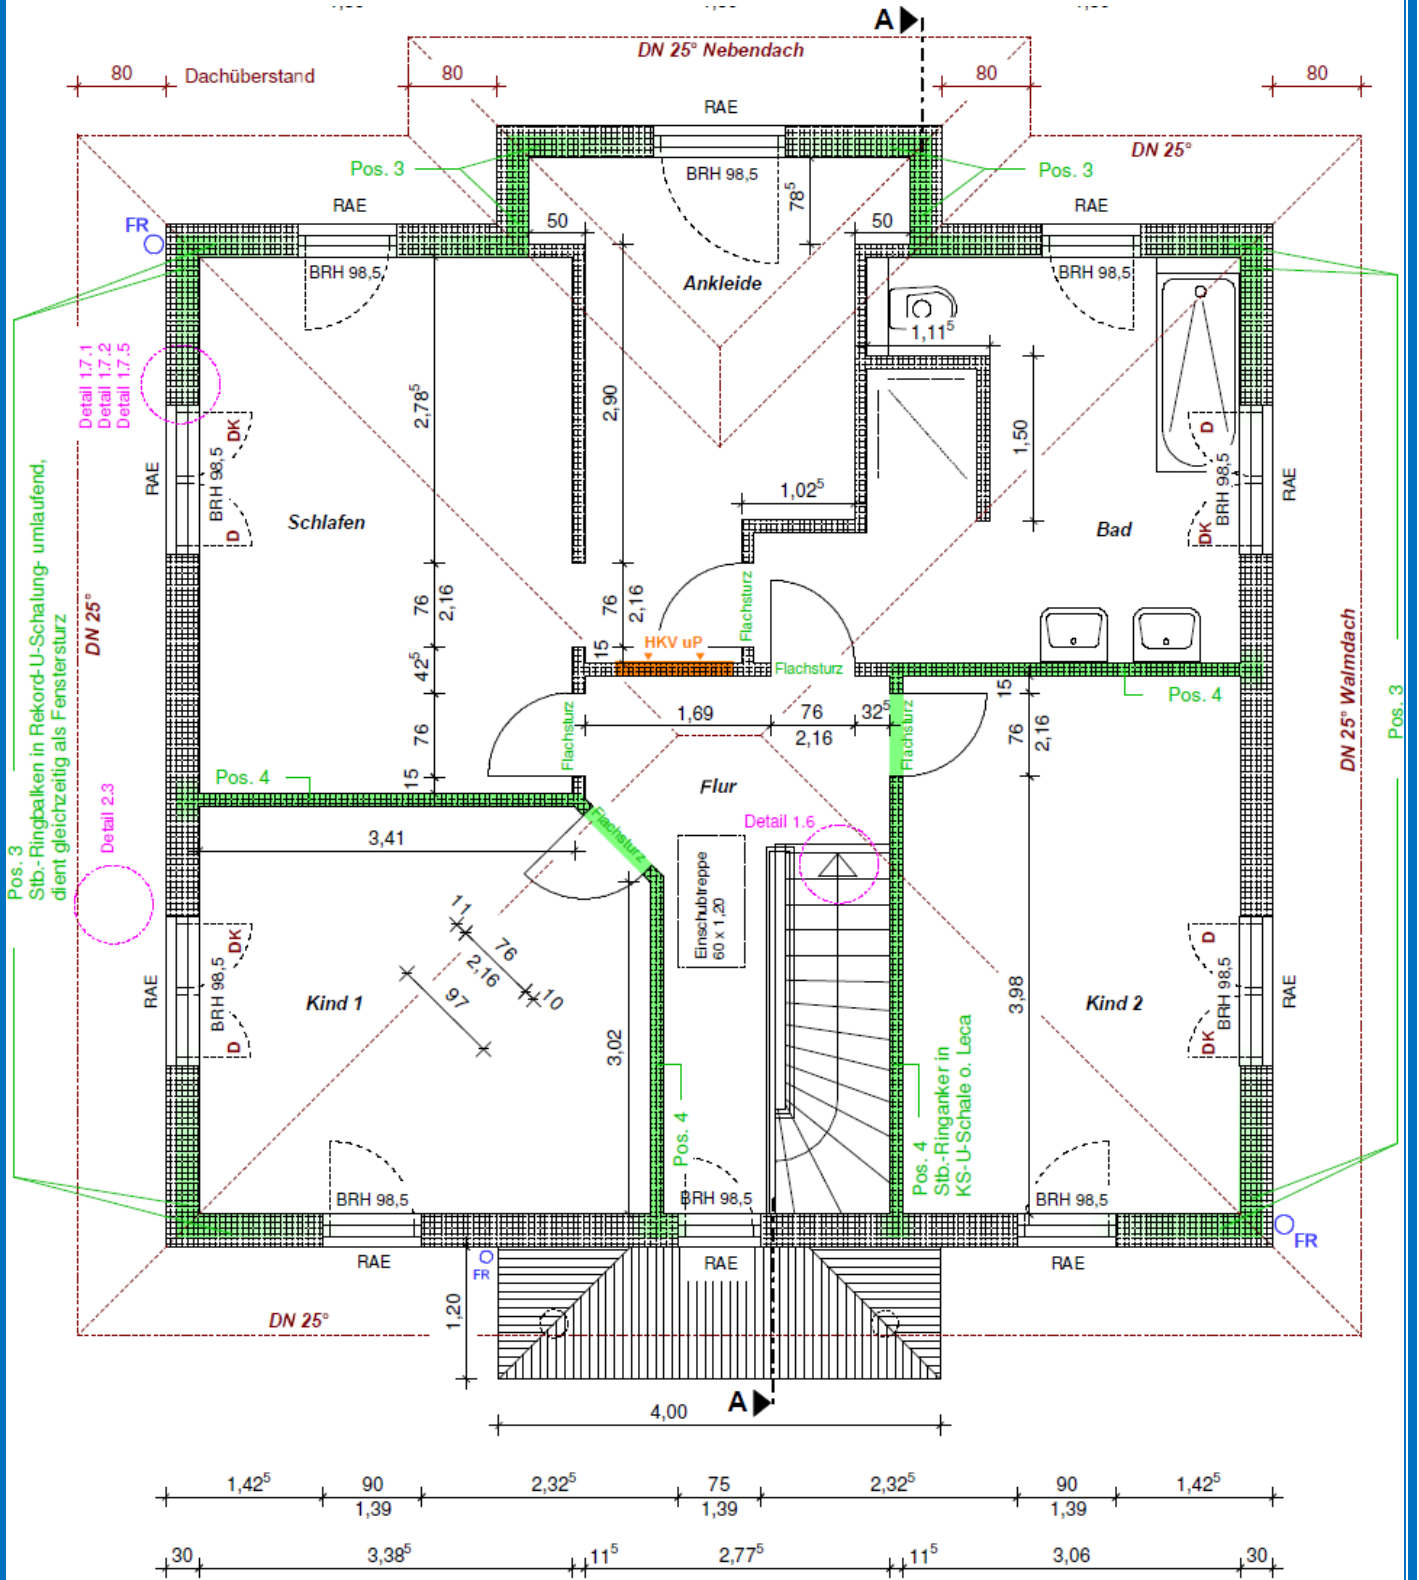 A
DN 25° Nebendach
80
Dachüberstand
80
80
80
RAE
DN 25°
Pos. 3
BRH 98,5
Pos. 3
78⁵
RAE
RAE
FR
50
50
BRH 98,5
Ankleide
BRH 98,5
1,11⁵
Detail 1.7.1
Detail 1.7.2
Detail 1.7.5
2,78⁵
2,90
1,50
DK
D
RAE
BRH 98,5
BRH 98,5
RAE
1,02⁵
Schlafen
Bad
D
DK
Pos. 3
Stb.-Ringbalken in Rekord-U-Schalung- umlaufend,
dient gleichzeitig als Fenstersturz
DN 25°
76
2,16
76
2,16
Flachsturz
HKV uP
15
42⁵
Flachsturz
15
Pos. 4
DN 25° Walmdach
Pos. 3
1,69
76
2,16
32⁵
76
Flachsturz
Flachsturz
76
2,16
15
Pos. 4
Flur
Detail 2.3
Flachsturz
Detail 1.6
3,41
Einschubtreppe
60 x 1,20
11
76
2,16
10
97
DK
D
RAE
BRH 98,5
Kind 1
3,98
Kind 2
D
DK
BRH 98,5
RAE
3,02
Pos. 4
Pos. 4
Stb.-Ringanker in
KS-U-Schale o. Leca
BRH 98,5
BRH 98,5
BRH 98,5
FR
RAE
FR
RAE
RAE
1,20
DN 25°
A
4,00
1,42⁵
90
2,32⁵
75
2,32⁵
90
1,42⁵
1,39
1,39
1,39
30
3,38⁵
11⁵
2,77⁵
11⁵
3,06
30